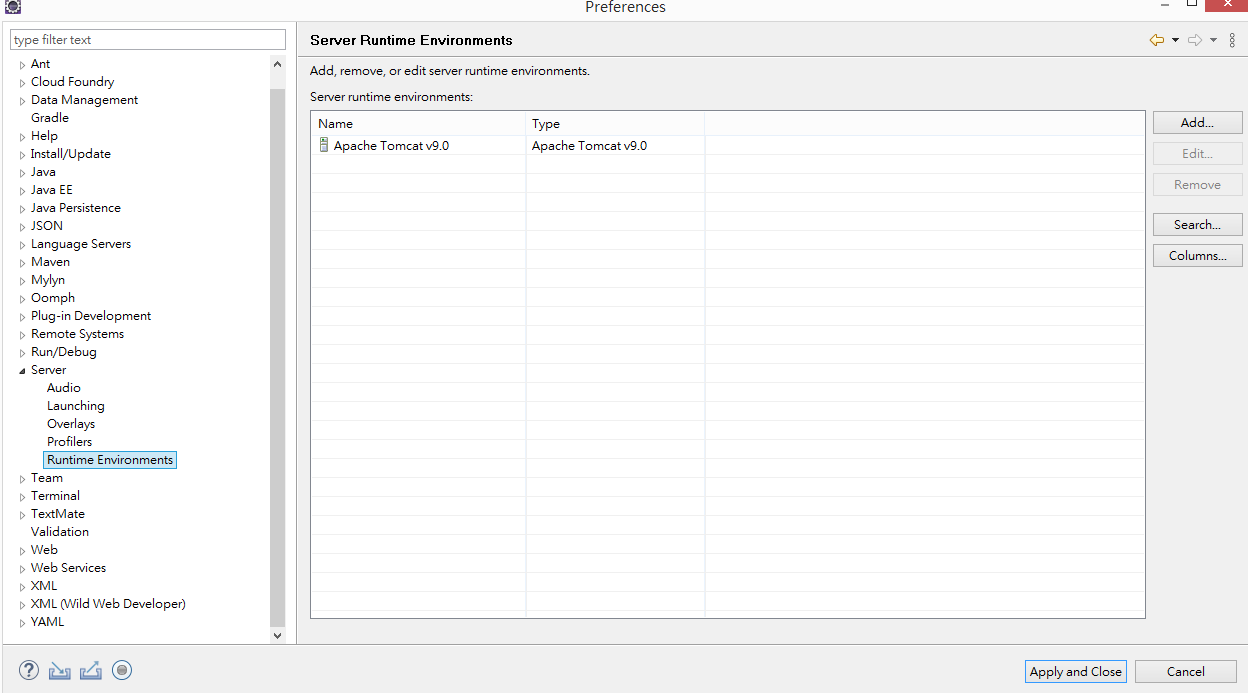 Preferences
type filter text
Ant
Cloud Foundry
Data Management
Gradle
Help
Install/Update
Java
Java EE
Java Persistence
JSON
Language Servers
Maven
Mylyn
Oomph
Plug-in Development
Remote Systems
Run/Debug
Server
Audio
Launching
Overlays
Profilers
Runtime Environments
Team
Terminal
TextMate
Validation
Web
Web Services
XML
XML (Wild Web Developer)
YAML
Server Runtime Environments
Add, remove, or edit server runtime environments.
Server runtime environments:
Name Type
Apache Tomcat v9.0 Apache Tomcat v9.0
Add...
Edit...
Remove
Search...
Columns...
Apply and Close Cancel